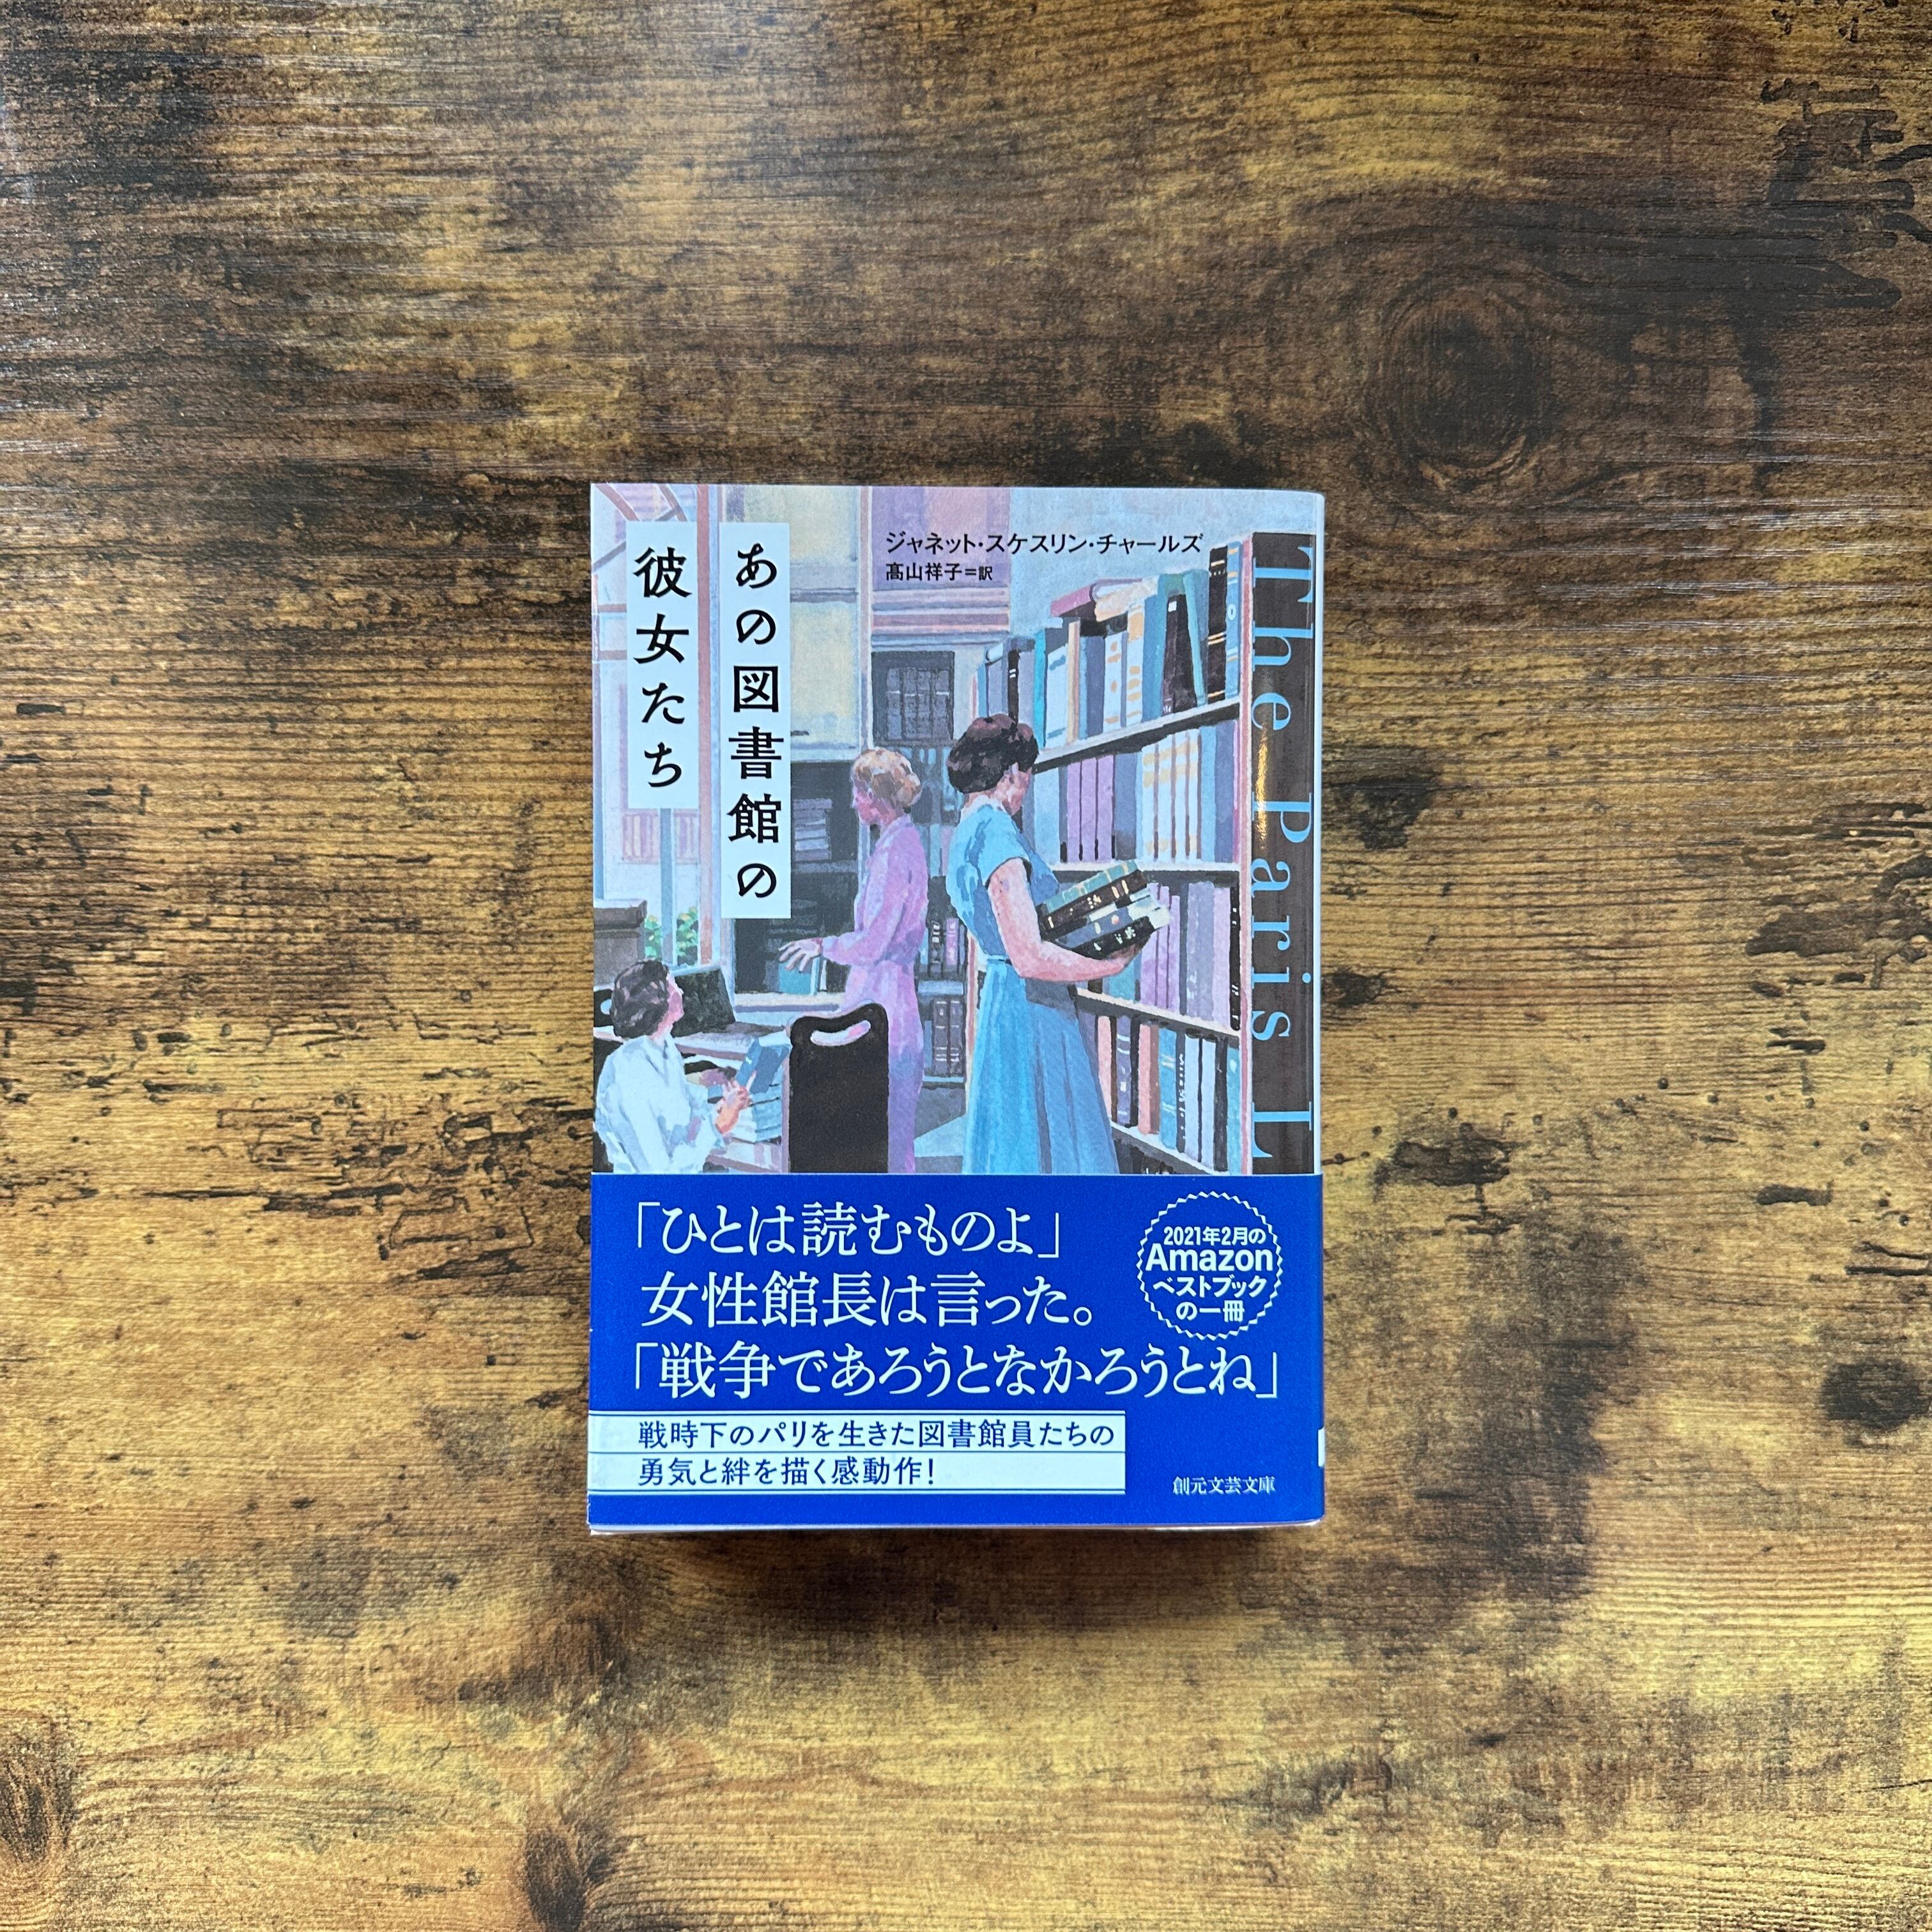 あの図書館の
彼女たち
ジャネット・スケスリン・チャールズ
髙山祥子=訳
The Paris L
「ひとは読むものよ」
女性館長は言った。
「戦争であろうとなかろうとね」
2021年2月の
Amazon
ベストブック
の一冊
戦時下のパリを生きた図書館員たちの
勇気と絆を描く感動作!
創元文芸文庫